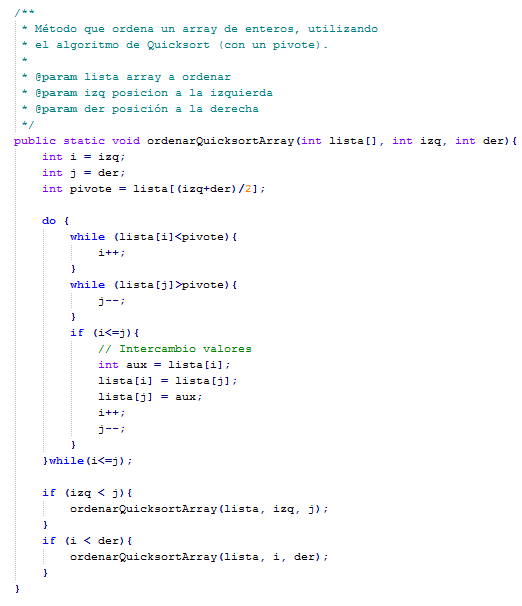 /**
 * Método que ordena un array de enteros, utilizando
 * el algoritmo de Quicksort (con un pivote).
 *
 * @param lista array a ordenar
 * @param izq posicion a la izquierda
 * @param der posición a la derecha
 */
public static void ordenarQuicksortArray(int lista[], int izq, int der){
    int i = izq;
    int j = der;
    int pivote = lista[(izq+der)/2];

    do {
        while (lista[i]<pivote){
            i++;
        }
        while (lista[j]>pivote){
            j--;
        }
        if (i<=j){
            // Intercambio valores
            int aux = lista[i];
            lista[i] = lista[j];
            lista[j] = aux;
            i++;
            j--;
        }
    }while(i<=j);

    if (izq < j){
        ordenarQuicksortArray(lista, izq, j);
    }
    if (i < der){
        ordenarQuicksortArray(lista, i, der);
    }
}